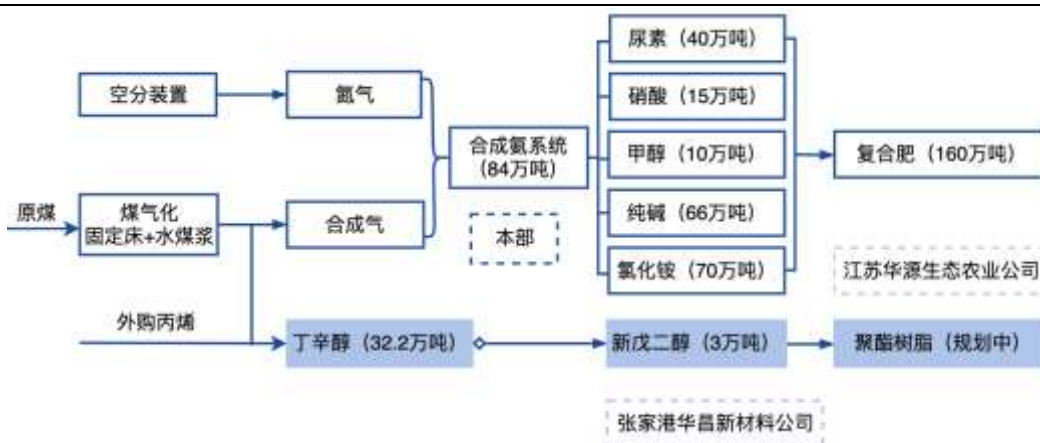 尿素（40万吨）
空分装置
氮气
硝酸（15万吨）
合成氨系统
(84万吨）
甲醇（10万吨）
复合肥（160万吨）
原煤
煤气化
固定床+水煤浆
合成气
本部
纯碱（66万吨）
氯化铵（70万吨）
江苏华源生态农业公司
外购丙烯
丁辛醇（32.2万吨）
新戊二醇（3万吨）
聚酯树脂（规划中）
张家港华昌新材料公司